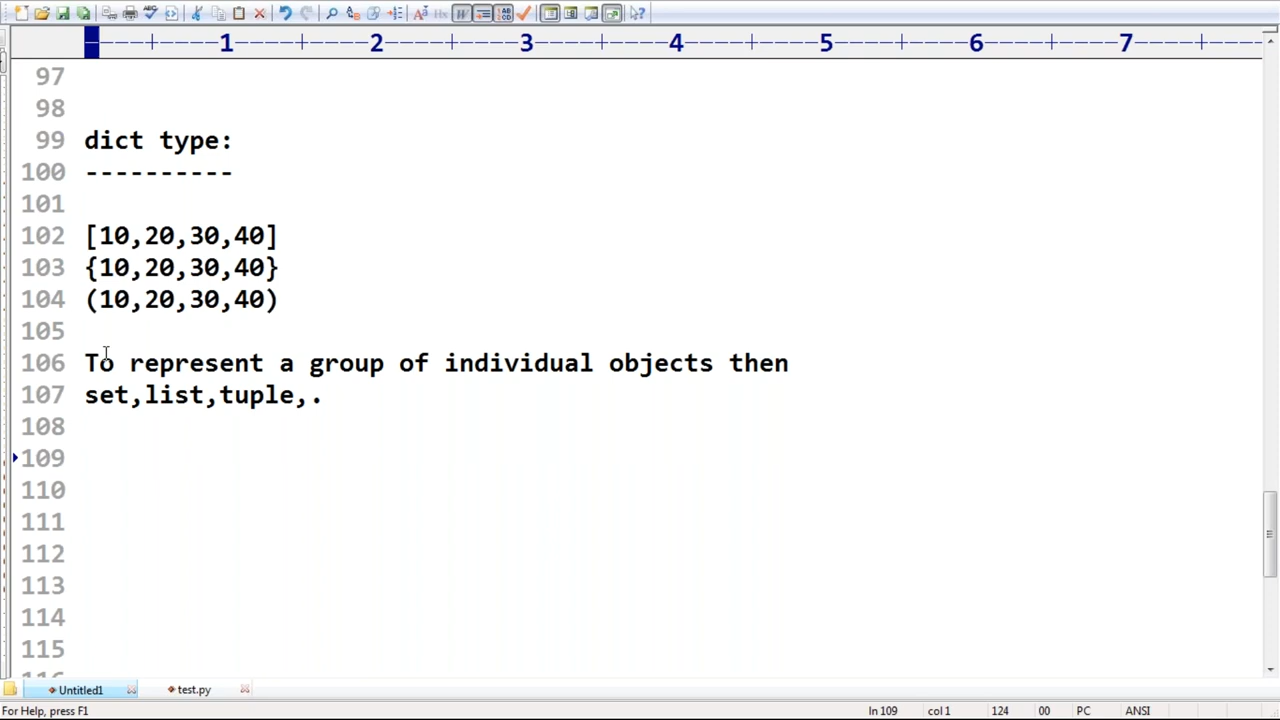 1 2 3 4 5 6 7
97
98
99 dict type:
100 ----------
101
102 [10,20,30,40]
103 {10,20,30,40}
104 (10,20,30,40)
105
106 To represent a group of individual objects then
107 set,list,tuple,.
108
109
110
111
112
113
114
115
Untitled1 test.py
For Help, press F1 ln 109 col 1 124 00 PC ANSI